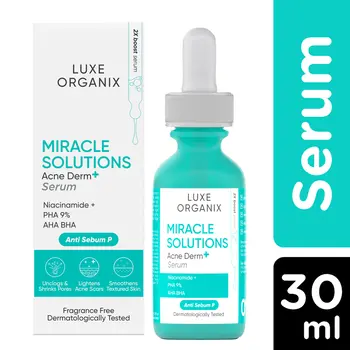 2X boost serum
LUXE
ORGANIX
MIRACLE
SOLUTIONS
Acne Derm+
Serum
Niacinamide +
PHA 9%
AHA BHA
Anti Sebum P
Unclogs &
Shrinks Pores
Lightens
Acne Scars
Smoothens
Textured Skin
Fragrance Free
Dermatologically Tested
LUXE
ORGANIX
MIRACLE
SOLUTIONS
Acne Derm+
Serum
Niacinamide +
PHA 9%
AHA BHA
Anti Sebum P
Dermatologically Tested
Serum
30
ml